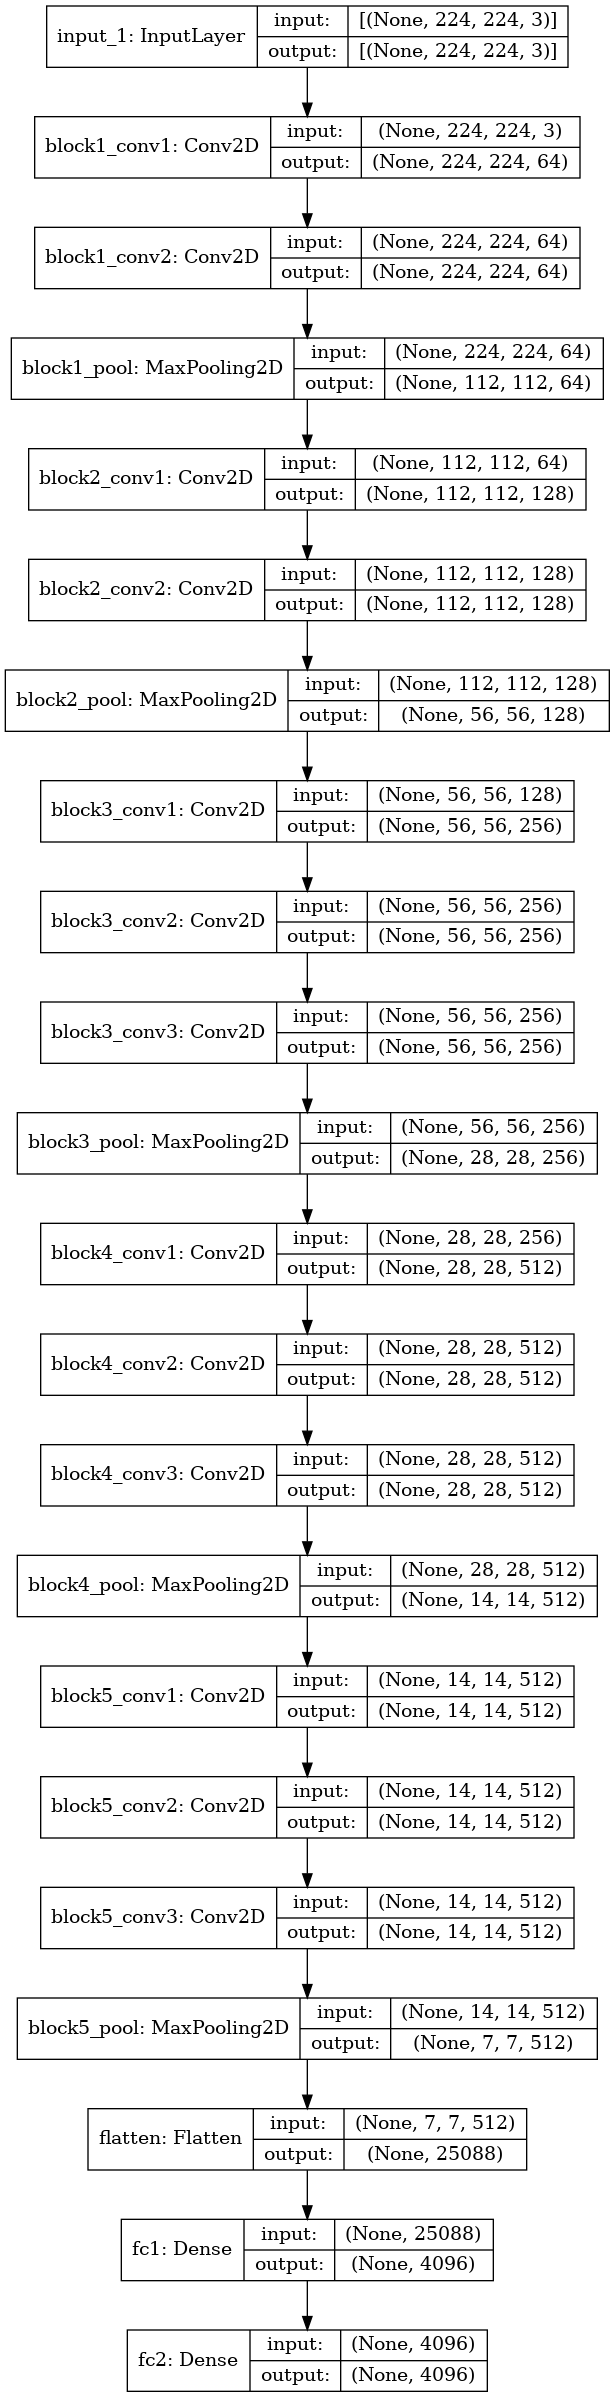 input_1: InputLayer
input: [(None, 224, 224, 3)]
output: [(None, 224, 224, 3)]
block1_conv1: Conv2D
input: (None, 224, 224, 3)
output: (None, 224, 224, 64)
block1_conv2: Conv2D
input: (None, 224, 224, 64)
output: (None, 224, 224, 64)
block1_pool: MaxPooling2D
input: (None, 224, 224, 64)
output: (None, 112, 112, 64)
block2_conv1: Conv2D
input: (None, 112, 112, 64)
output: (None, 112, 112, 128)
block2_conv2: Conv2D
input: (None, 112, 112, 128)
output: (None, 112, 112, 128)
block2_pool: MaxPooling2D
input: (None, 112, 112, 128)
output: (None, 56, 56, 128)
block3_conv1: Conv2D
input: (None, 56, 56, 128)
output: (None, 56, 56, 256)
block3_conv2: Conv2D
input: (None, 56, 56, 256)
output: (None, 56, 56, 256)
block3_conv3: Conv2D
input: (None, 56, 56, 256)
output: (None, 56, 56, 256)
block3_pool: MaxPooling2D
input: (None, 56, 56, 256)
output: (None, 28, 28, 256)
block4_conv1: Conv2D
input: (None, 28, 28, 256)
output: (None, 28, 28, 512)
block4_conv2: Conv2D
input: (None, 28, 28, 512)
output: (None, 28, 28, 512)
block4_conv3: Conv2D
input: (None, 28, 28, 512)
output: (None, 28, 28, 512)
block4_pool: MaxPooling2D
input: (None, 28, 28, 512)
output: (None, 14, 14, 512)
block5_conv1: Conv2D
input: (None, 14, 14, 512)
output: (None, 14, 14, 512)
block5_conv2: Conv2D
input: (None, 14, 14, 512)
output: (None, 14, 14, 512)
block5_conv3: Conv2D
input: (None, 14, 14, 512)
output: (None, 14, 14, 512)
block5_pool: MaxPooling2D
input: (None, 14, 14, 512)
output: (None, 7, 7, 512)
flatten: Flatten
input: (None, 7, 7, 512)
output: (None, 25088)
fc1: Dense
input: (None, 25088)
output: (None, 4096)
fc2: Dense
input: (None, 4096)
output: (None, 4096)